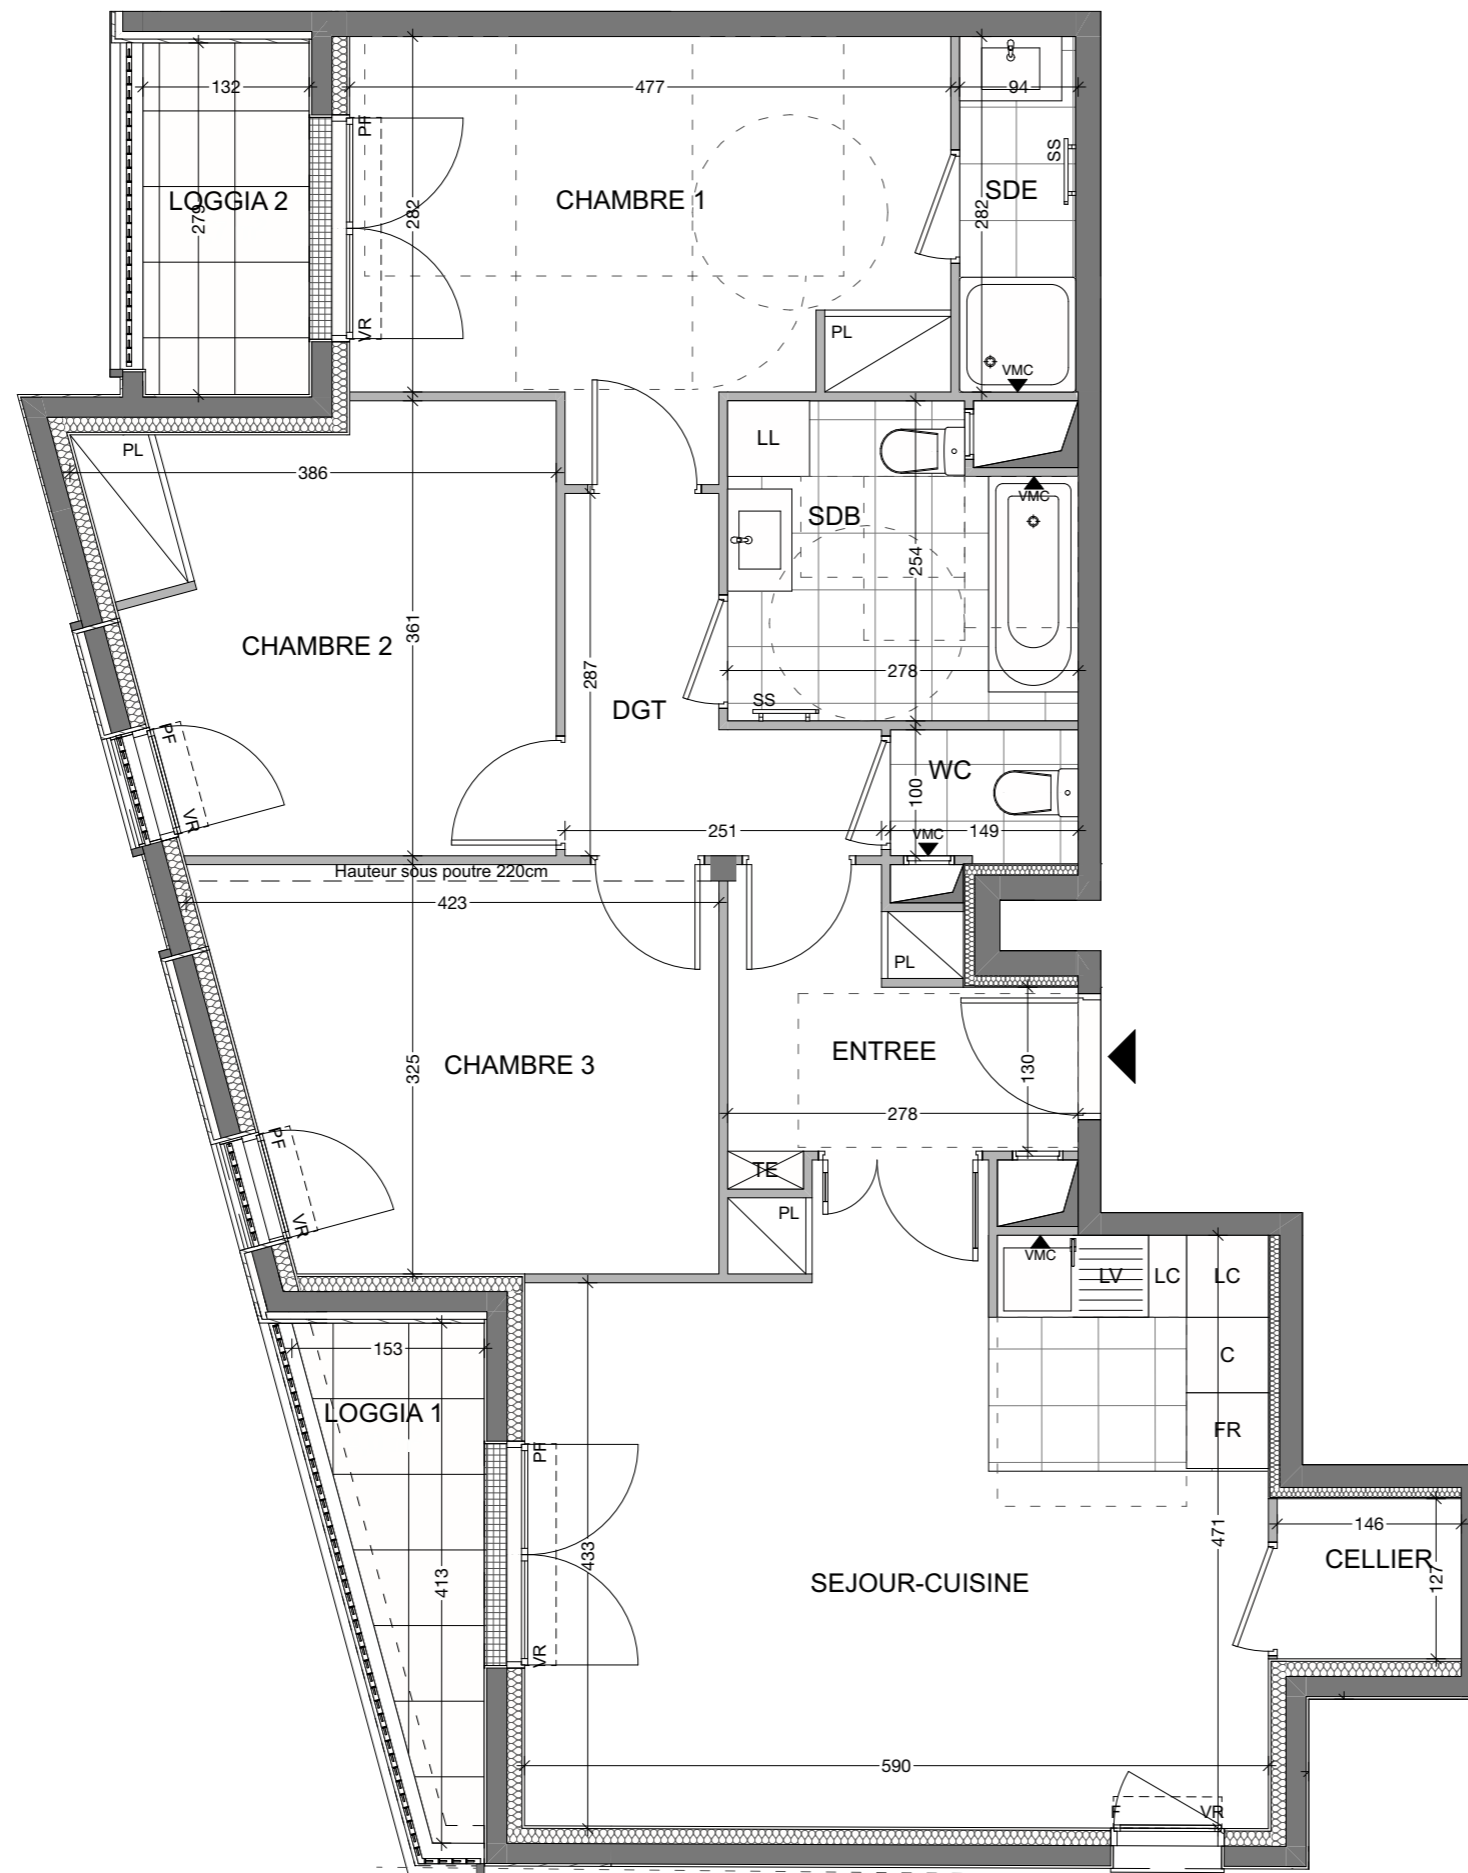 132
477
94
PF
SS
LOGGIA 2
279
282
CHAMBRE 1
282
SDE
VR
PL
VMC
PL
386
LL
SDB
VMC
254
361
CHAMBRE 2
287
278
SS
DGT
PF
VR
WC
100
251
149
VMC
Hauteur sous poutre 220cm
423
PL
325
CHAMBRE 3
ENTREE
130
278
PF
VR
TE
PL
VMC
LV
LC
LC
153
C
LOGGIA 1
FR
PF
433
471
146
CELLIER
127
413
SEJOUR-CUISINE
VR
590
F
VR